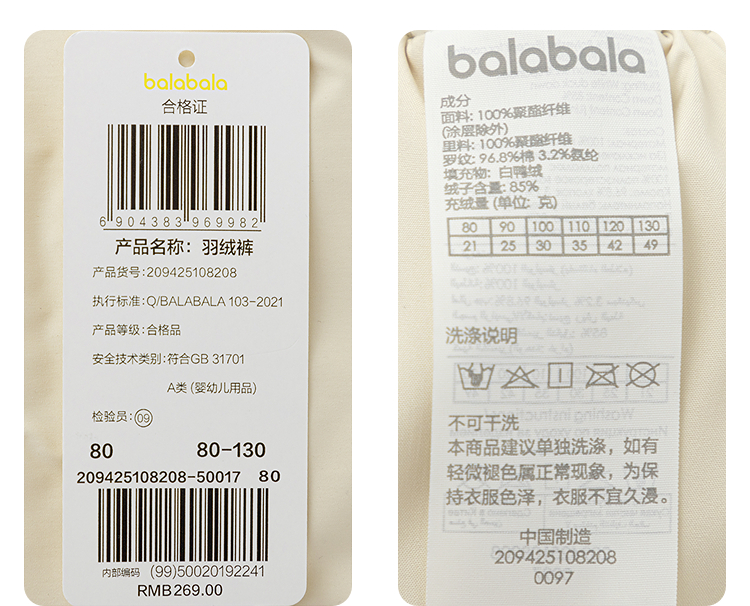 balabala
合格证
6 904383 969982
产品名称: 羽绒裤
产品货号:209425108208
执行标准:Q/BALABALA 103-2021
产品等级:合格品
安全技术类别:符合GB 31701
A类 (婴幼儿用品)
检验员: 09
80 80-130
209425108208-50017 80
内部编码 (99)50020192241
RMB269.00
balabala
成分
面料: 100%聚酯纤维
(涂层除外)
里料: 100%聚酯纤维
罗纹: 96.8%棉 3.2%氨纶
填充物: 白鸭绒
绒子含量: 85%
充绒量 (单位: 克)
80 90 100 110 120 130
21 25 30 35 42 49
洗涤说明
不可干洗
本商品建议单独洗涤，如有
轻微褪色属正常现象，为保
持衣服色泽，衣服不宜久浸。
中国制造
209425108208
0097